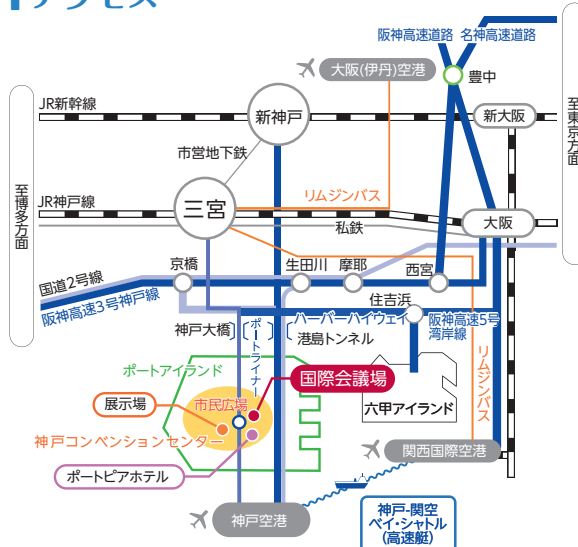 アクセス
阪神高速道路 名神高速道路
大阪(伊丹)空港
豊中
至東京方面
JR新幹線
新神戸
新大阪
市営地下鉄
至博多方面
リムジンバス
JR神戸線
三宮
私鉄
大阪
京橋
生田川
摩耶
西宮
国道2号線
阪神高速3号神戸線
住吉浜
神戸大橋
ポートライナー
ハーバーハイウェイ
港島トンネル
阪神高速5号
湾岸線
リムジンバス
ポートアイランド
国際会議場
市民広場
展示場
六甲アイランド
神戸コンベンションセンター
関西国際空港
ポートピアホテル
神戸空港
神戸-関空
ベイ・シャトル
(高速艇)